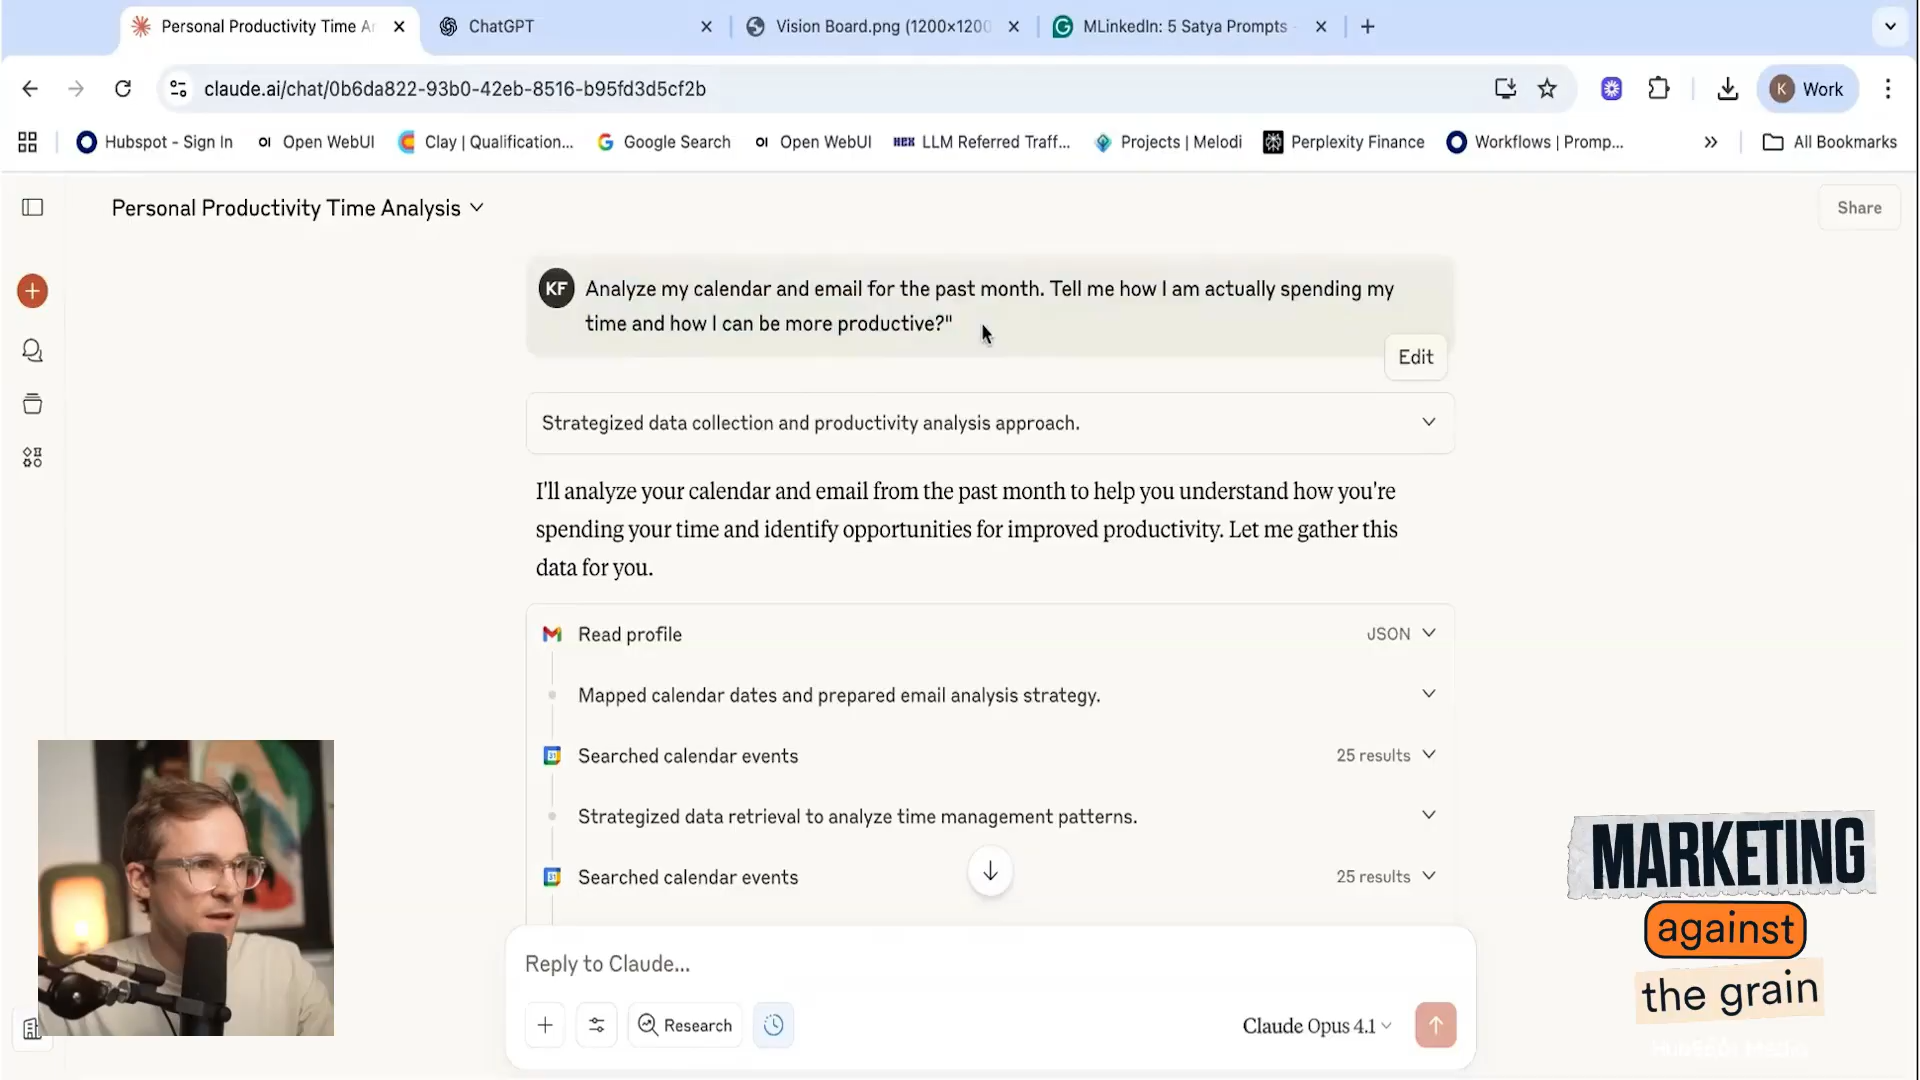 Personal Productivity Time Ar
ChatGPT
Vision Board.png (1200×1200
MLinkedIn: 5 Satya Prompts
claude.ai/chat/0b6da822-93b0-42eb-8516-b95fd3d5cf2b
K Work
Hubspot - Sign In
OI Open WebUI
Clay | Qualification...
Google Search
OI Open WebUI
HEX LLM Referred Traff...
Projects | Melodi
Perplexity Finance
Workflows | Promp...
All Bookmarks
Personal Productivity Time Analysis
Share
KF
Analyze my calendar and email for the past month. Tell me how I am actually spending my
time and how I can be more productive?"
Edit
Strategized data collection and productivity analysis approach.
I'll analyze your calendar and email from the past month to help you understand how you're
spending your time and identify opportunities for improved productivity. Let me gather this
data for you.
Read profile
JSON
Mapped calendar dates and prepared email analysis strategy.
31 Searched calendar events
25 results
Strategized data retrieval to analyze time management patterns.
31 Searched calendar events
25 results
Reply to Claude...
Research
Claude Opus 4.1
MARKETING
against
the grain
HubSpot Media